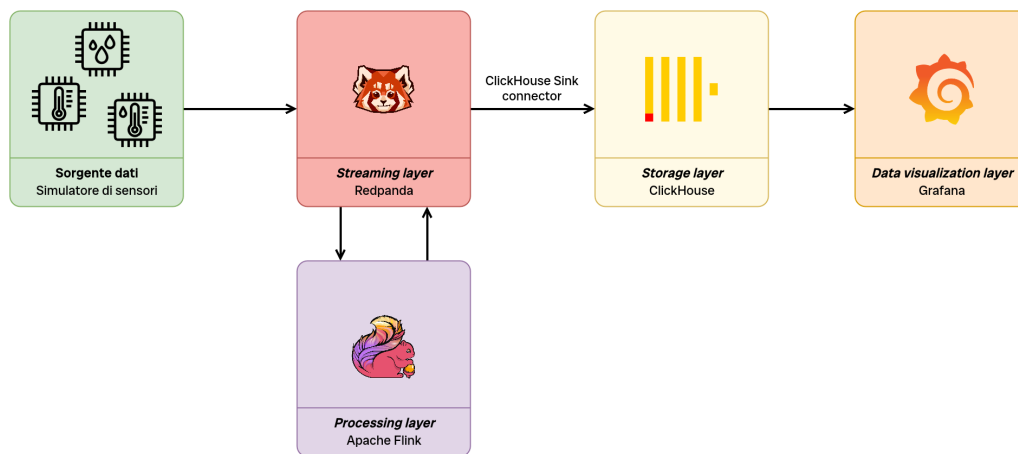 Sorgente dati
Simulatore di sensori
Streaming layer
Redpanda
ClickHouse Sink
connector
Storage layer
ClickHouse
Data visualization layer
Grafana
Processing layer
Apache Flink